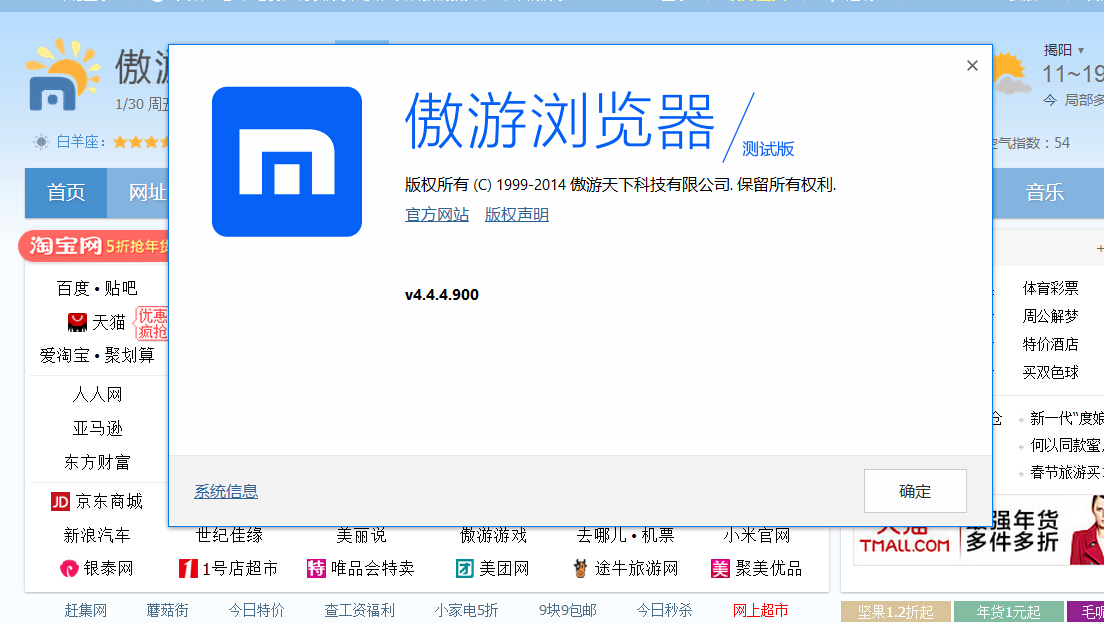 傲游
1/30 周五
白羊座：
揭阳
11~19
今 局部多
空气指数：54
首页
网址
音乐
淘宝网 5折抢年货
傲游浏览器
测试版
版权所有 (C) 1999-2014 傲游天下科技有限公司. 保留所有权利.
官方网站 版权声明
v4.4.4.900
系统信息
确定
百度 • 贴吧
天猫
优惠
疯抢
爱淘宝 • 聚划算
人人网
亚马逊
东方财富
JD 京东商城
新浪汽车 世纪佳缘 美丽说 傲游游戏 去哪儿 • 机票 小米官网
银泰网 1 1号店超市 特 唯品会特卖 团 美团网 途牛旅游网 美 聚美优品
赶集网 蘑菇街 今日特价 查工资福利 小家电5折 9块9包邮 今日秒杀 网上超市
+
体育彩票
周公解梦
特价酒店
买双色球
仓
新一代"度娘
何以同款蜜
春节旅游买
天猫
TMALL.COM
最强年货
多件多折
坚果1.2折起 年货1元起 毛呢